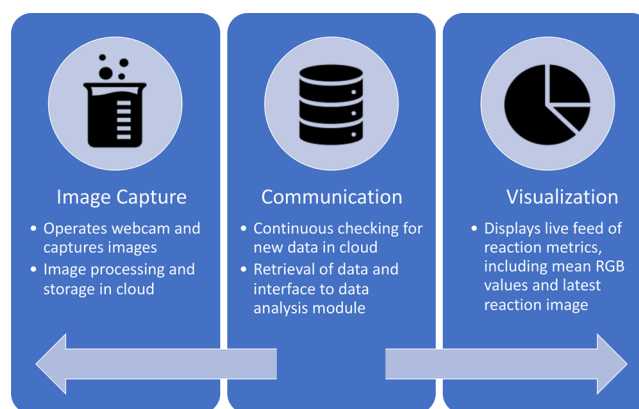 Image Capture
• Operates webcam and
captures images
• Image processing and
storage in cloud
Communication
• Continuous checking for
new data in cloud
• Retrieval of data and
interface to data
analysis module
Visualization
• Displays live feed of
reaction metrics,
including mean RGB
values and latest
reaction image